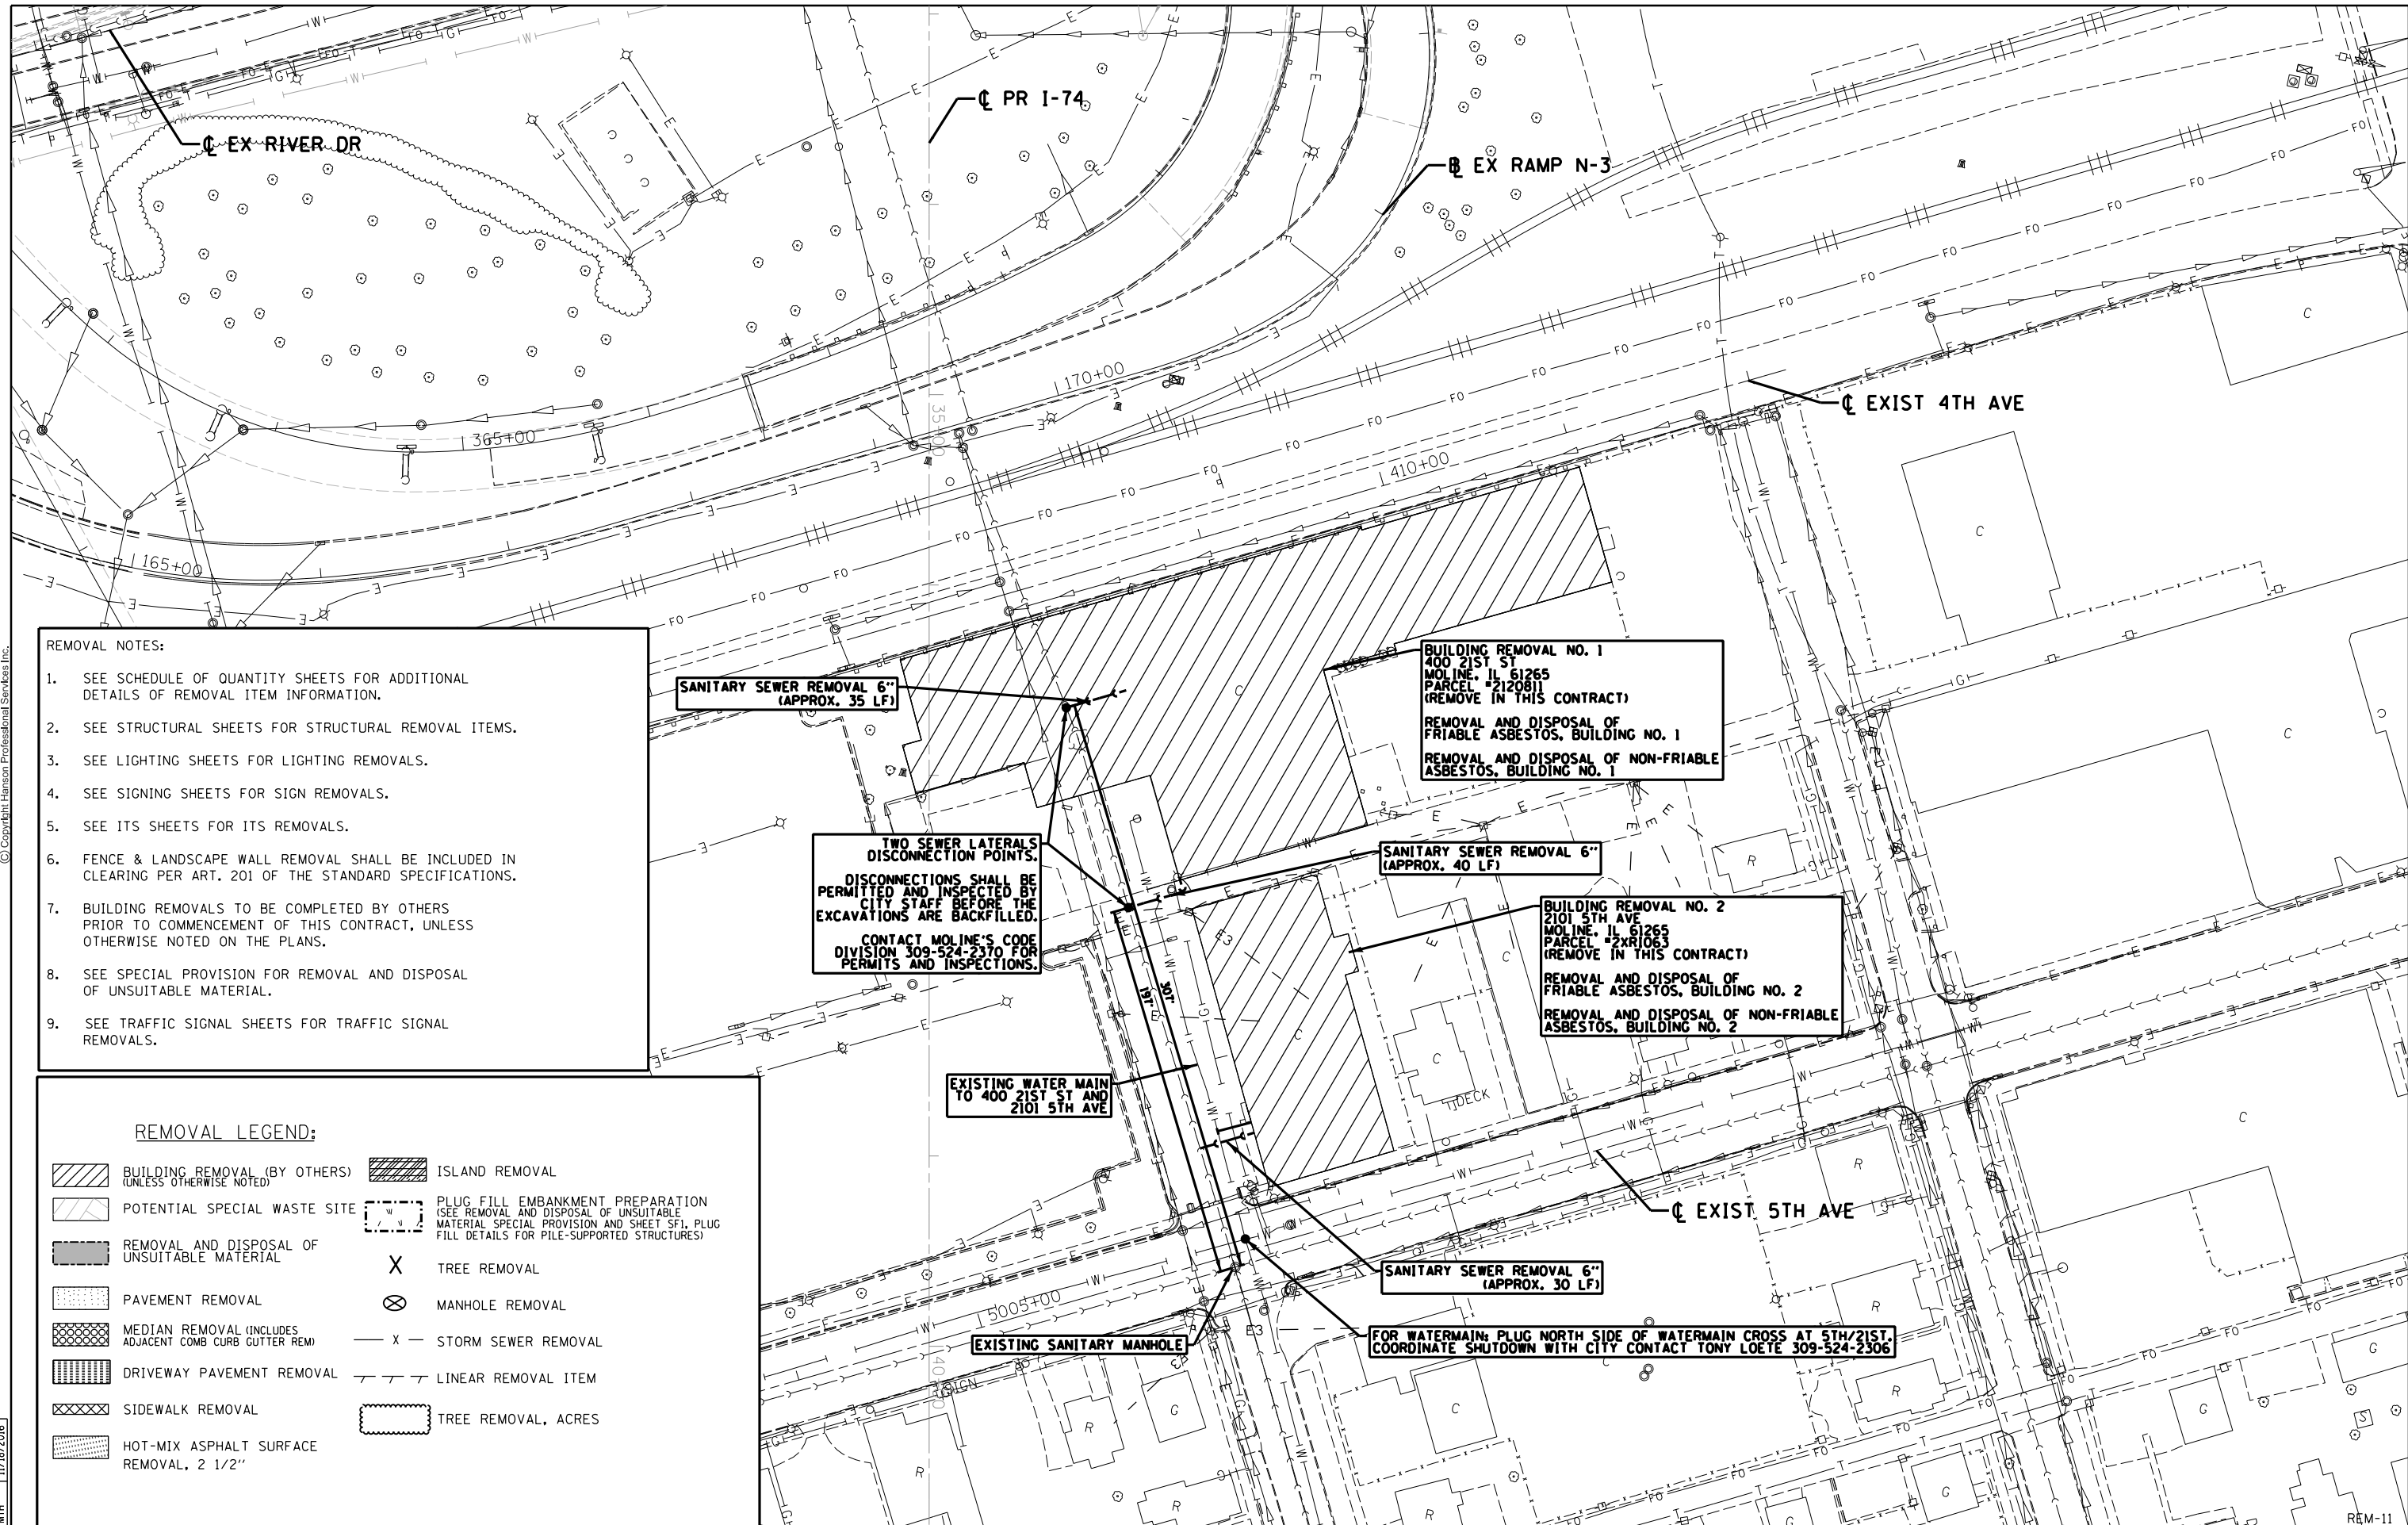 ℄ EX RIVER DR
℄ PR I-74
EX RAMP N-3
℄ EXIST 4TH AVE
170+00
365+00
410+00
165+00
REMOVAL NOTES:
1. SEE SCHEDULE OF QUANTITY SHEETS FOR ADDITIONAL
DETAILS OF REMOVAL ITEM INFORMATION.
2. SEE STRUCTURAL SHEETS FOR STRUCTURAL REMOVAL ITEMS.
3. SEE LIGHTING SHEETS FOR LIGHTING REMOVALS.
4. SEE SIGNING SHEETS FOR SIGN REMOVALS.
5. SEE ITS SHEETS FOR ITS REMOVALS.
6. FENCE & LANDSCAPE WALL REMOVAL SHALL BE INCLUDED IN
CLEARING PER ART. 201 OF THE STANDARD SPECIFICATIONS.
7. BUILDING REMOVALS TO BE COMPLETED BY OTHERS
PRIOR TO COMMENCEMENT OF THIS CONTRACT, UNLESS
OTHERWISE NOTED ON THE PLANS.
8. SEE SPECIAL PROVISION FOR REMOVAL AND DISPOSAL
OF UNSUITABLE MATERIAL.
9. SEE TRAFFIC SIGNAL SHEETS FOR TRAFFIC SIGNAL
REMOVALS.
SANITARY SEWER REMOVAL 6"
(APPROX. 35 LF)
BUILDING REMOVAL NO. 1
400 21ST ST
MOLINE, IL 61265
PARCEL #2120811
(REMOVE IN THIS CONTRACT)
REMOVAL AND DISPOSAL OF
FRIABLE ASBESTOS, BUILDING NO. 1
REMOVAL AND DISPOSAL OF NON-FRIABLE
ASBESTOS, BUILDING NO. 1
TWO SEWER LATERALS
DISCONNECTION POINTS.
DISCONNECTIONS SHALL BE
PERMITTED AND INSPECTED BY
CITY STAFF BEFORE THE
EXCAVATIONS ARE BACKFILLED.
CONTACT MOLINE'S CODE
DIVISION 309-524-2370 FOR
PERMITS AND INSPECTIONS.
SANITARY SEWER REMOVAL 6"
(APPROX. 40 LF)
BUILDING REMOVAL NO. 2
2101 5TH AVE
MOLINE, IL 61265
PARCEL #2XR1063
(REMOVE IN THIS CONTRACT)
REMOVAL AND DISPOSAL OF
FRIABLE ASBESTOS, BUILDING NO. 2
REMOVAL AND DISPOSAL OF NON-FRIABLE
ASBESTOS, BUILDING NO. 2
197'
307'
EXISTING WATER MAIN
TO 400 21ST ST AND
2101 5TH AVE
DECK
℄ EXIST 5TH AVE
SANITARY SEWER REMOVAL 6"
(APPROX. 30 LF)
5005+00
EXISTING SANITARY MANHOLE
FOR WATERMAIN: PLUG NORTH SIDE OF WATERMAIN CROSS AT 5TH/21ST.
COORDINATE SHUTDOWN WITH CITY CONTACT TONY LOETE 309-524-2306
SIGN
REMOVAL LEGEND:
BUILDING REMOVAL (BY OTHERS)
(UNLESS OTHERWISE NOTED)
POTENTIAL SPECIAL WASTE SITE
REMOVAL AND DISPOSAL OF
UNSUITABLE MATERIAL
PAVEMENT REMOVAL
MEDIAN REMOVAL (INCLUDES
ADJACENT COMB CURB GUTTER REM)
DRIVEWAY PAVEMENT REMOVAL
SIDEWALK REMOVAL
HOT-MIX ASPHALT SURFACE
REMOVAL, 2 1/2"
ISLAND REMOVAL
PLUG FILL EMBANKMENT PREPARATION
(SEE REMOVAL AND DISPOSAL OF UNSUITABLE
MATERIAL SPECIAL PROVISION AND SHEET SF1, PLUG
FILL DETAILS FOR PILE-SUPPORTED STRUCTURES)
X TREE REMOVAL
MANHOLE REMOVAL
X STORM SEWER REMOVAL
LINEAR REMOVAL ITEM
TREE REMOVAL, ACRES
© Copyright Hanson Professional Services Inc.
REM-11